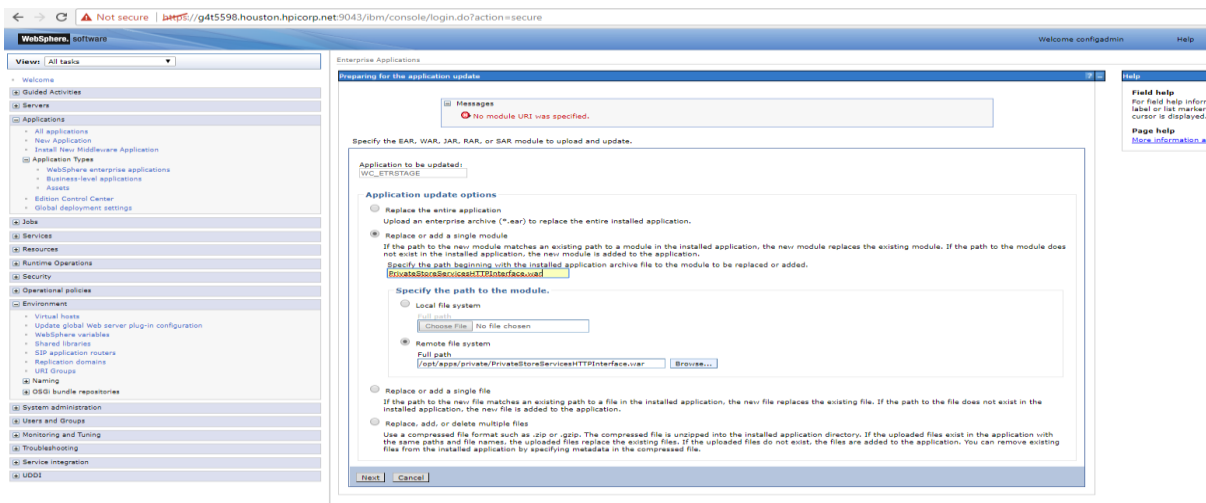 Not secure | https://g4t5598.houston.hpicorp.net:9043/ibm/console/login.do?action=secure
WebSphere. software
Welcome configadmin
Help
View: All tasks
Welcome
Guided Activities
Servers
Applications
All applications
New Application
Install New Middleware Application
Application Types
WebSphere enterprise applications
Business-level applications
Assets
Edition Control Center
Global deployment settings
Jobs
Services
Resources
Runtime Operations
Security
Operational policies
Environment
Virtual hosts
Update global Web server plug-in configuration
WebSphere variables
Shared libraries
SIP application routers
Replication domains
URI Groups
Naming
OSGi bundle repositories
System administration
Users and Groups
Monitoring and Tuning
Troubleshooting
Service integration
UDDI
Enterprise Applications
Preparing for the application update
Messages
No module URI was specified.
Specify the EAR, WAR, JAR, RAR, or SAR module to upload and update.
Application to be updated:
WC_ETRSTAGE
Application update options
Replace the entire application
Upload an enterprise archive (*.ear) to replace the entire installed application.
Replace or add a single module
If the path to the new module matches an existing path to a module in the installed application, the new module replaces the existing module. If the path to the module does
not exist in the installed application, the new module is added to the application.
Specify the path beginning with the installed application archive file to the module to be replaced or added.
PrivateStoreServicesHTTPInterface.war
Specify the path to the module.
Local file system
Full path
Choose File No file chosen
Remote file system
Full path
/opt/apps/private/PrivateStoreServicesHTTPInterface.war
Browse...
Replace or add a single file
If the path to the new file matches an existing path to a file in the installed application, the new file replaces the existing file. If the path to the file does not exist in the
installed application, the new file is added to the application.
Replace, add, or delete multiple files
Use a compressed file format such as .zip or .gzip. The compressed file is unzipped into the installed application directory. If the uploaded files exist in the application with
the same paths and file names, the uploaded files replace the existing files. If the uploaded files do not exist, the files are added to the application. You can remove existing
files from the installed application by specifying metadata in the compressed file.
Next
Cancel
Help
Field help
For field help inforr
label or list marker
cursor is displayed.
Page help
More information a